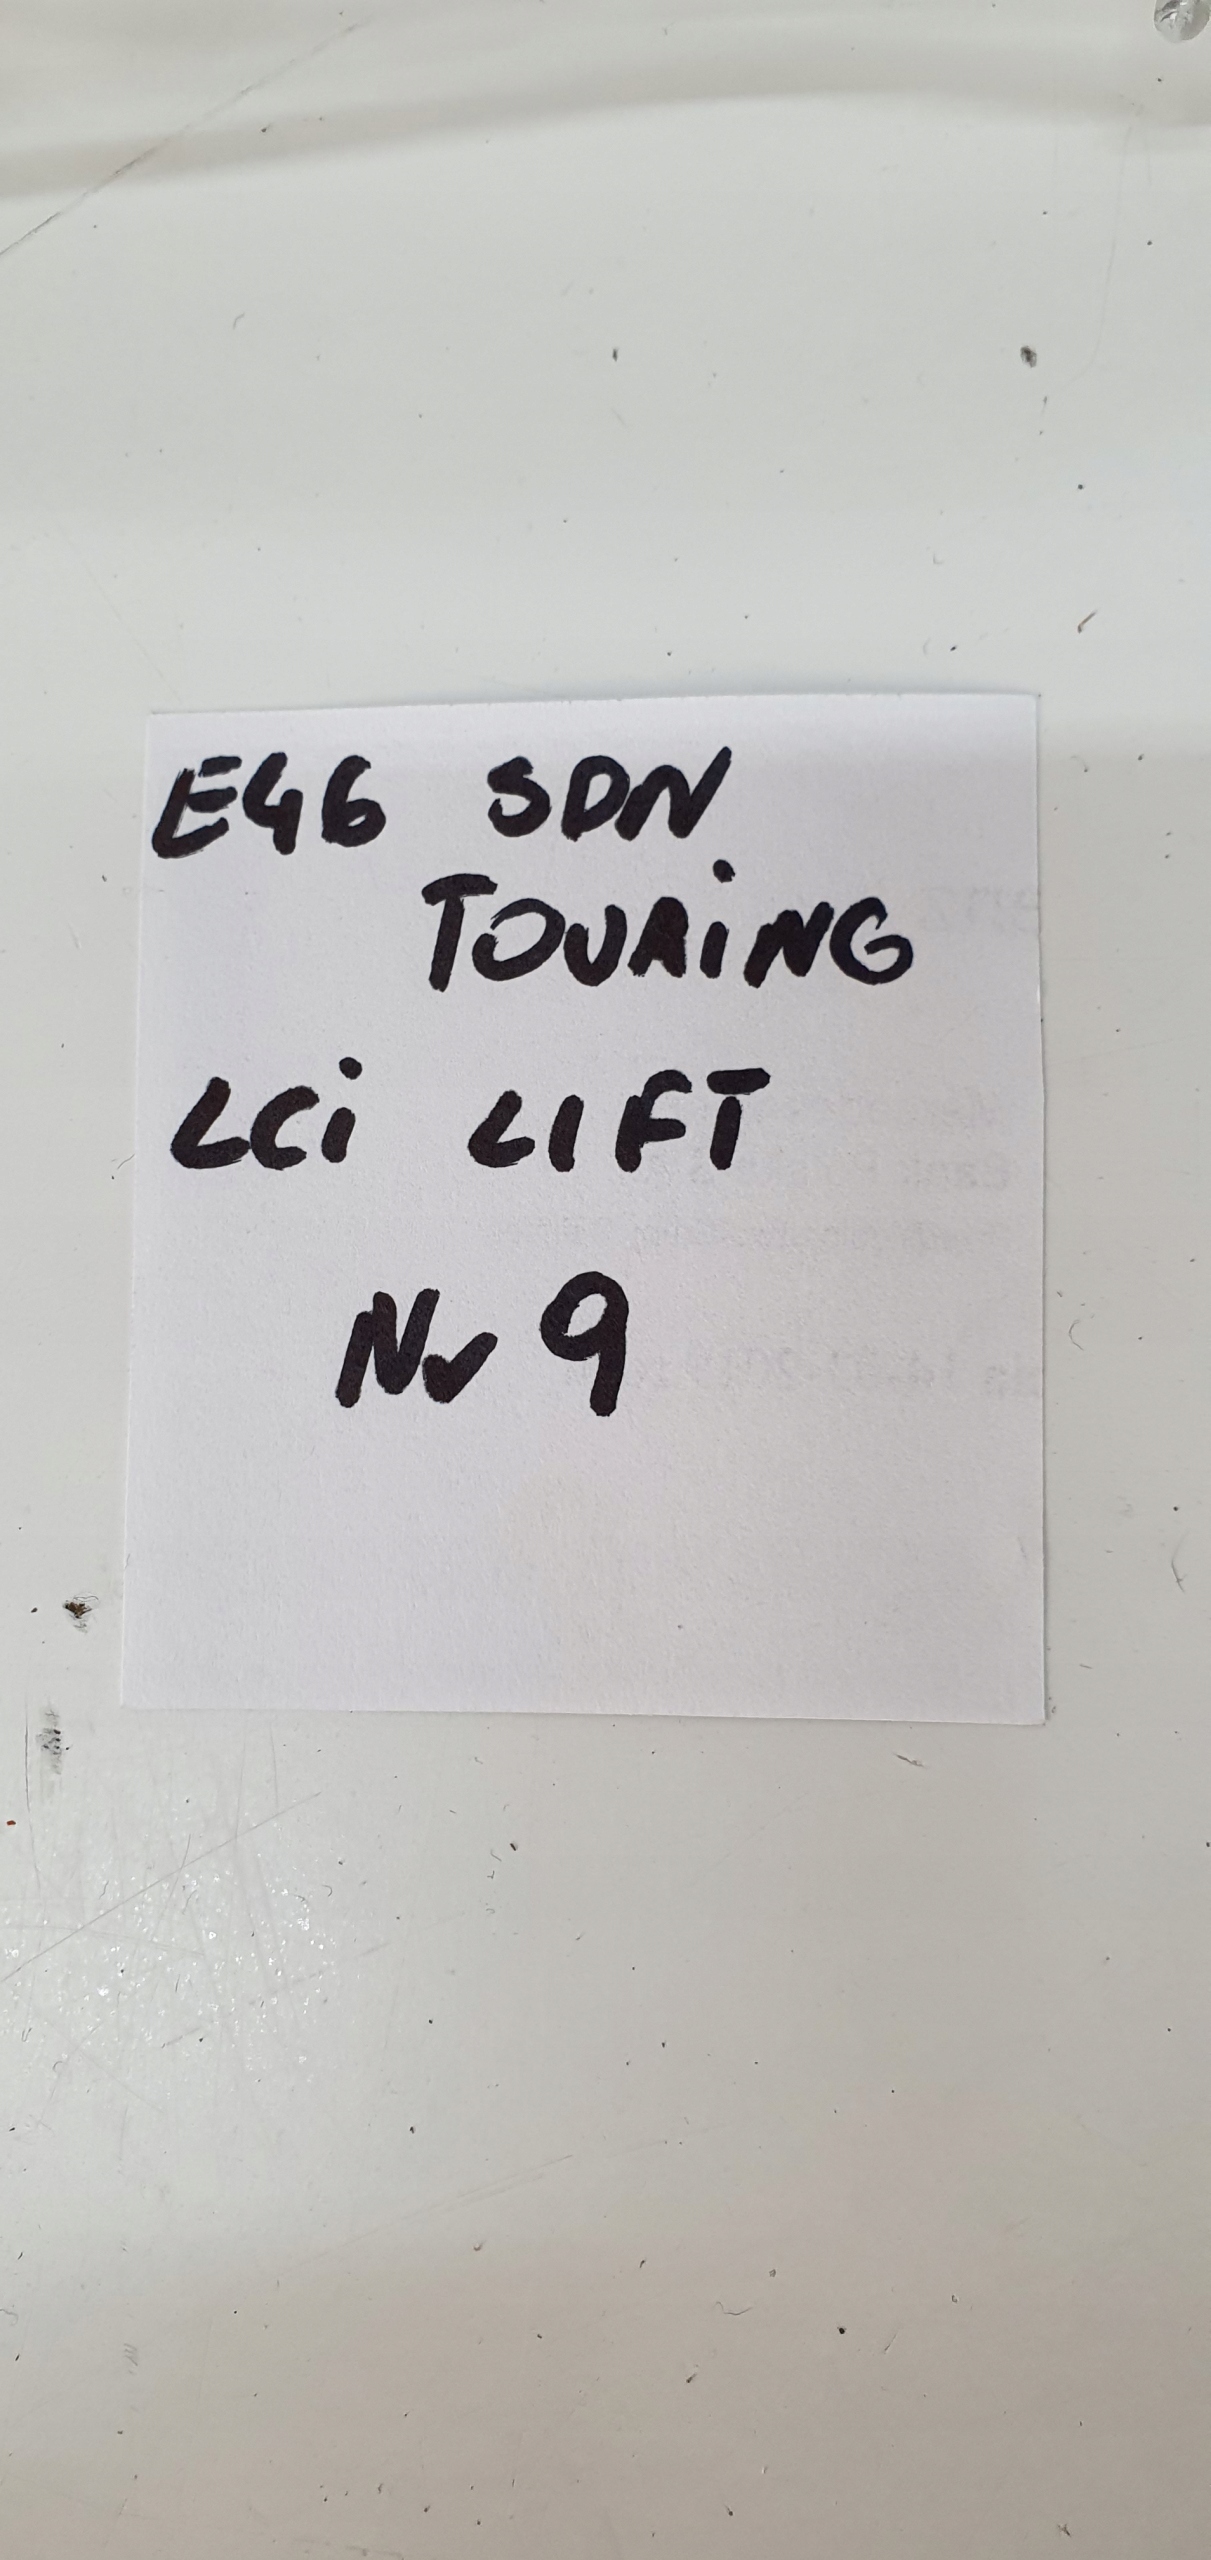 E46 SDN
TOURiNG
LCi LIFT
Nr 9